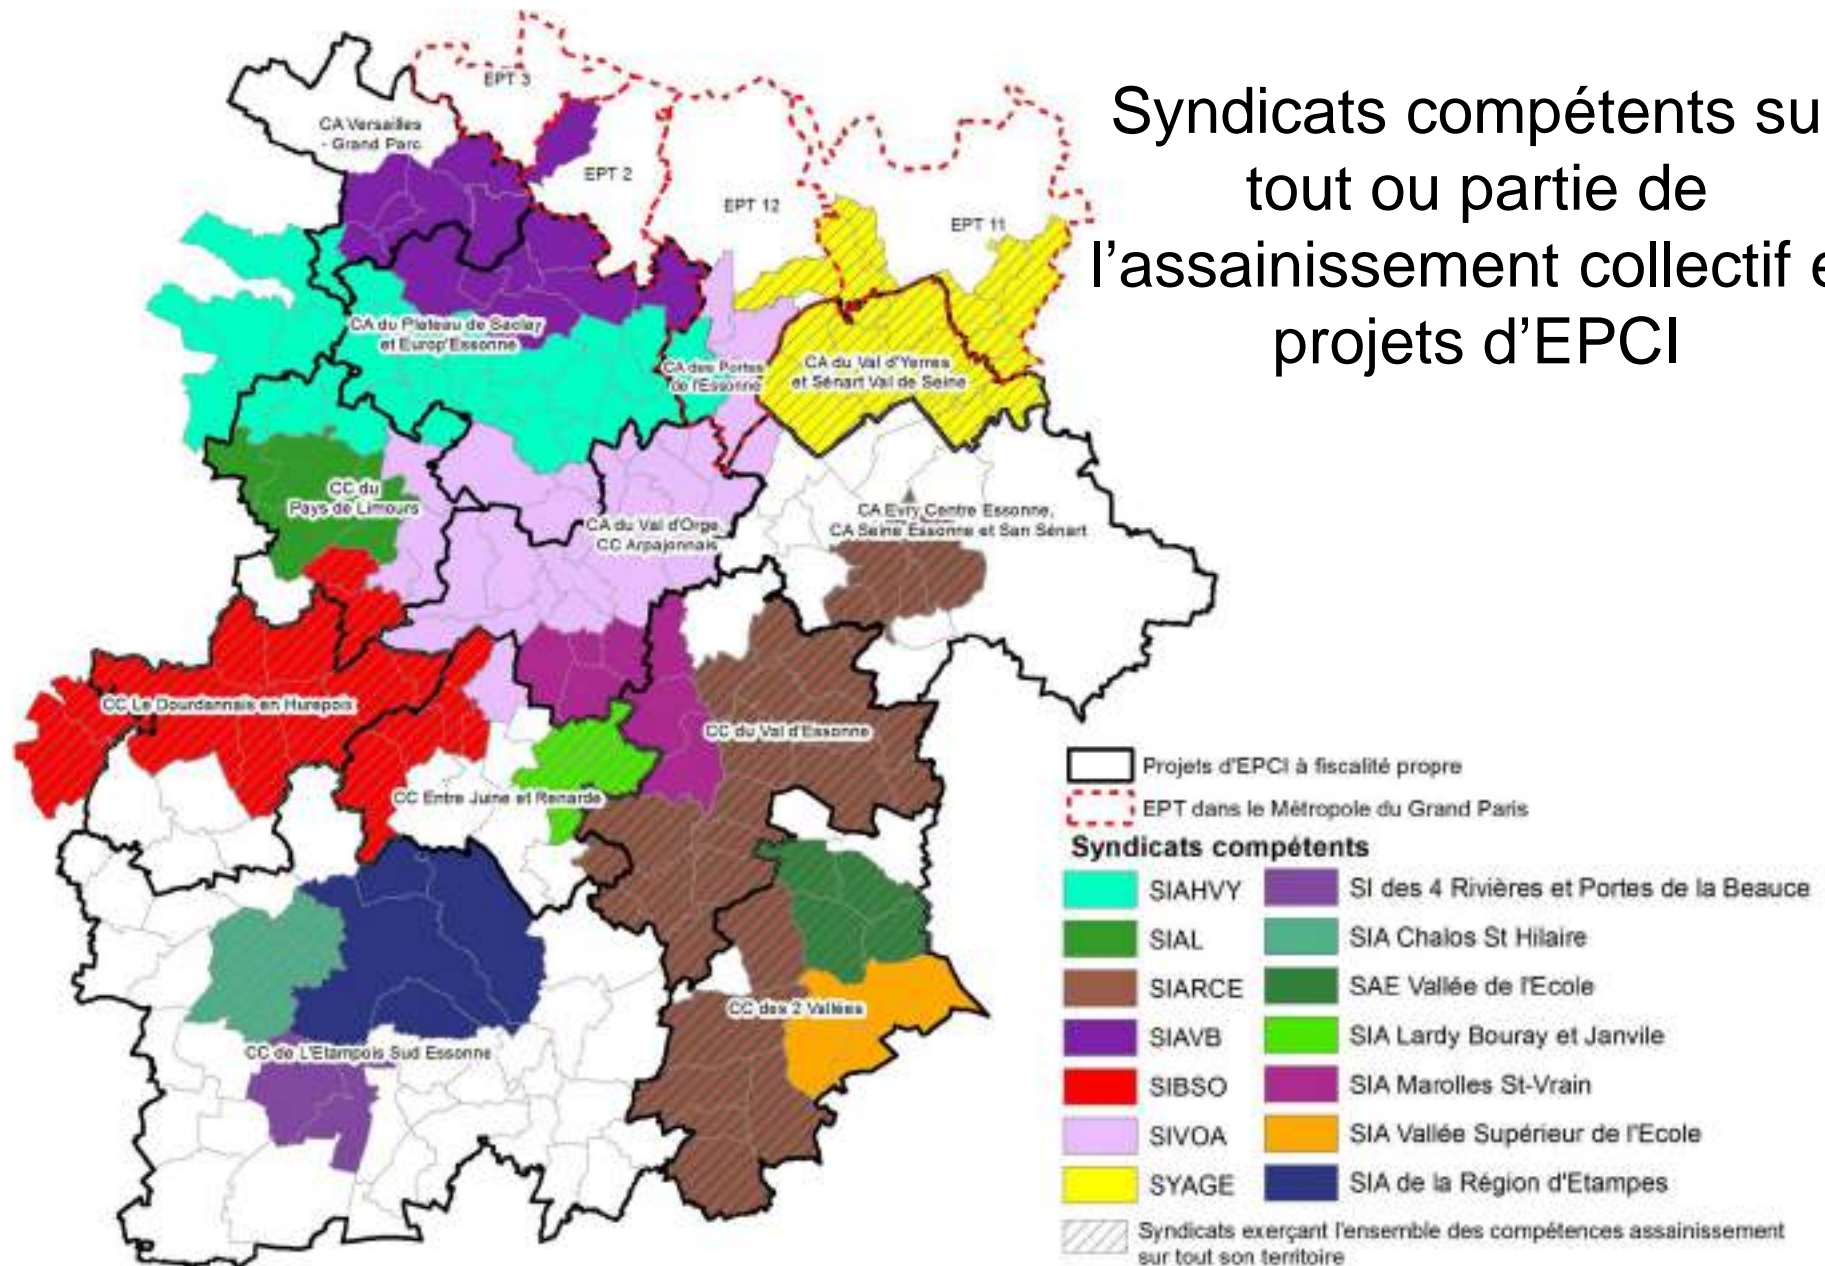 Syndicats compétents su
tout ou partie de
l'assainissement collectif e
projets d'EPCI
EPT 3
CA Versailles
- Grand Parc
EPT 2
EPT 12
EPT 11
CA du Plateau de Saclay
et Europ'Essonne
CA des Portes
de l'Essonne
CA du Val d'Yerres
et Sénart Val de Seine
CC du
Pays de Limours
CA du Val d'Orge,
CC Arpajonnais
CA Evry Centre Essonne,
CA Seine Essonne et San Sénart
CC Le Dourdannais en Hurepoix
CC du Val d'Essonne
CC Entre Juine et Renarde
CC des 2 Vallées
CC de L'Etampois Sud Essonne
Projets d'EPCI à fiscalité propre
EPT dans le Métropole du Grand Paris
Syndicats compétents
SIAHVY
SIAL
SIARCE
SIAVB
SIBSO
SIVOA
SYAGE
SI des 4 Rivières et Portes de la Beauce
SIA Chalos St Hilaire
SAE Vallée de l'Ecole
SIA Lardy Bouray et Janvile
SIA Marolles St-Vrain
SIA Vallée Supérieur de l'Ecole
SIA de la Région d'Etampes
Syndicats exerçant l'ensemble des compétences assainissement
sur tout son territoire